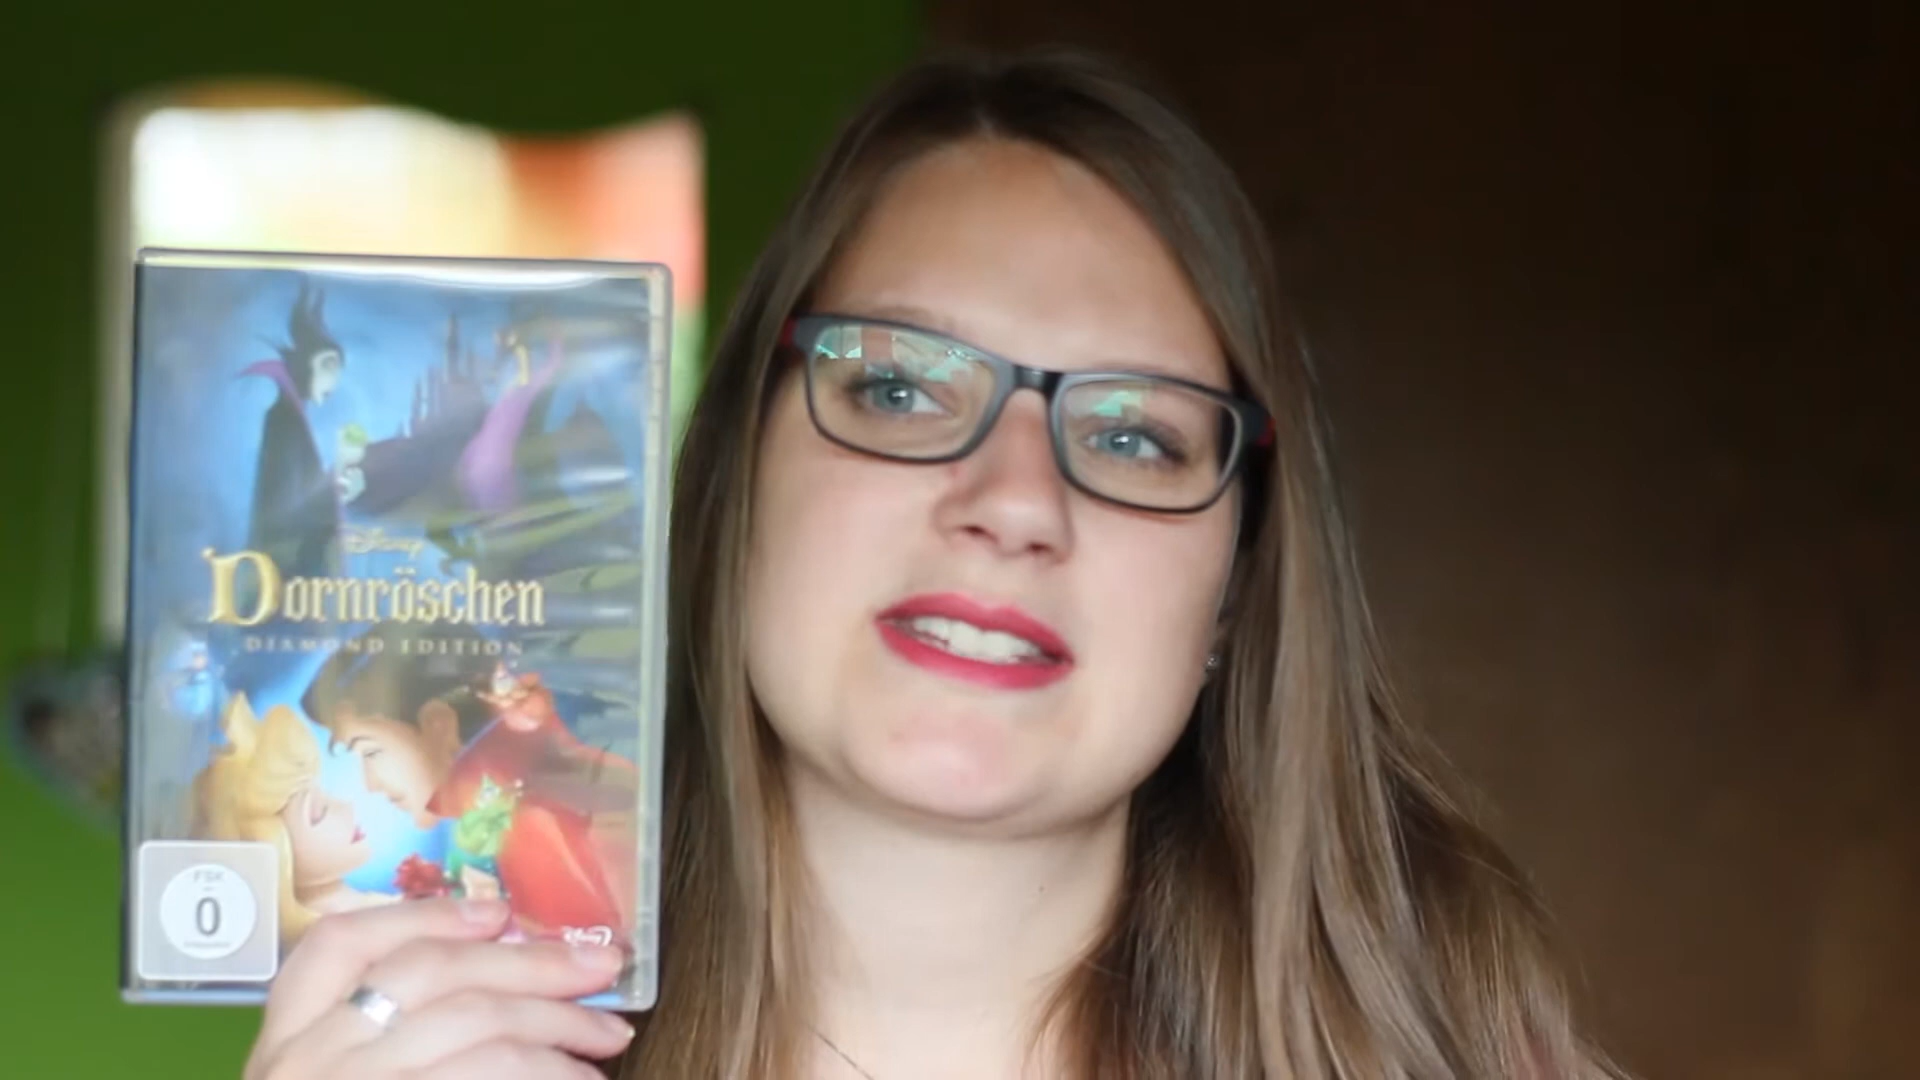 Disney
Dornröschen
DIAMOND EDITION
FSK
0
Disney